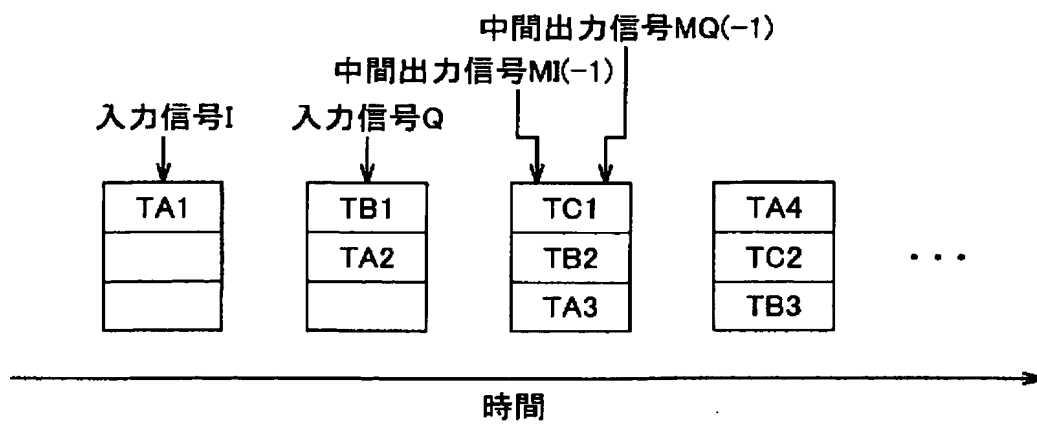 中間出力信号MQ(-1)
中間出力信号MI(-1)
入力信号I
入力信号Q
TA1
TB1
TC1
TA4
TA2
TB2
TC2
TA3
TB3
･･･
時間